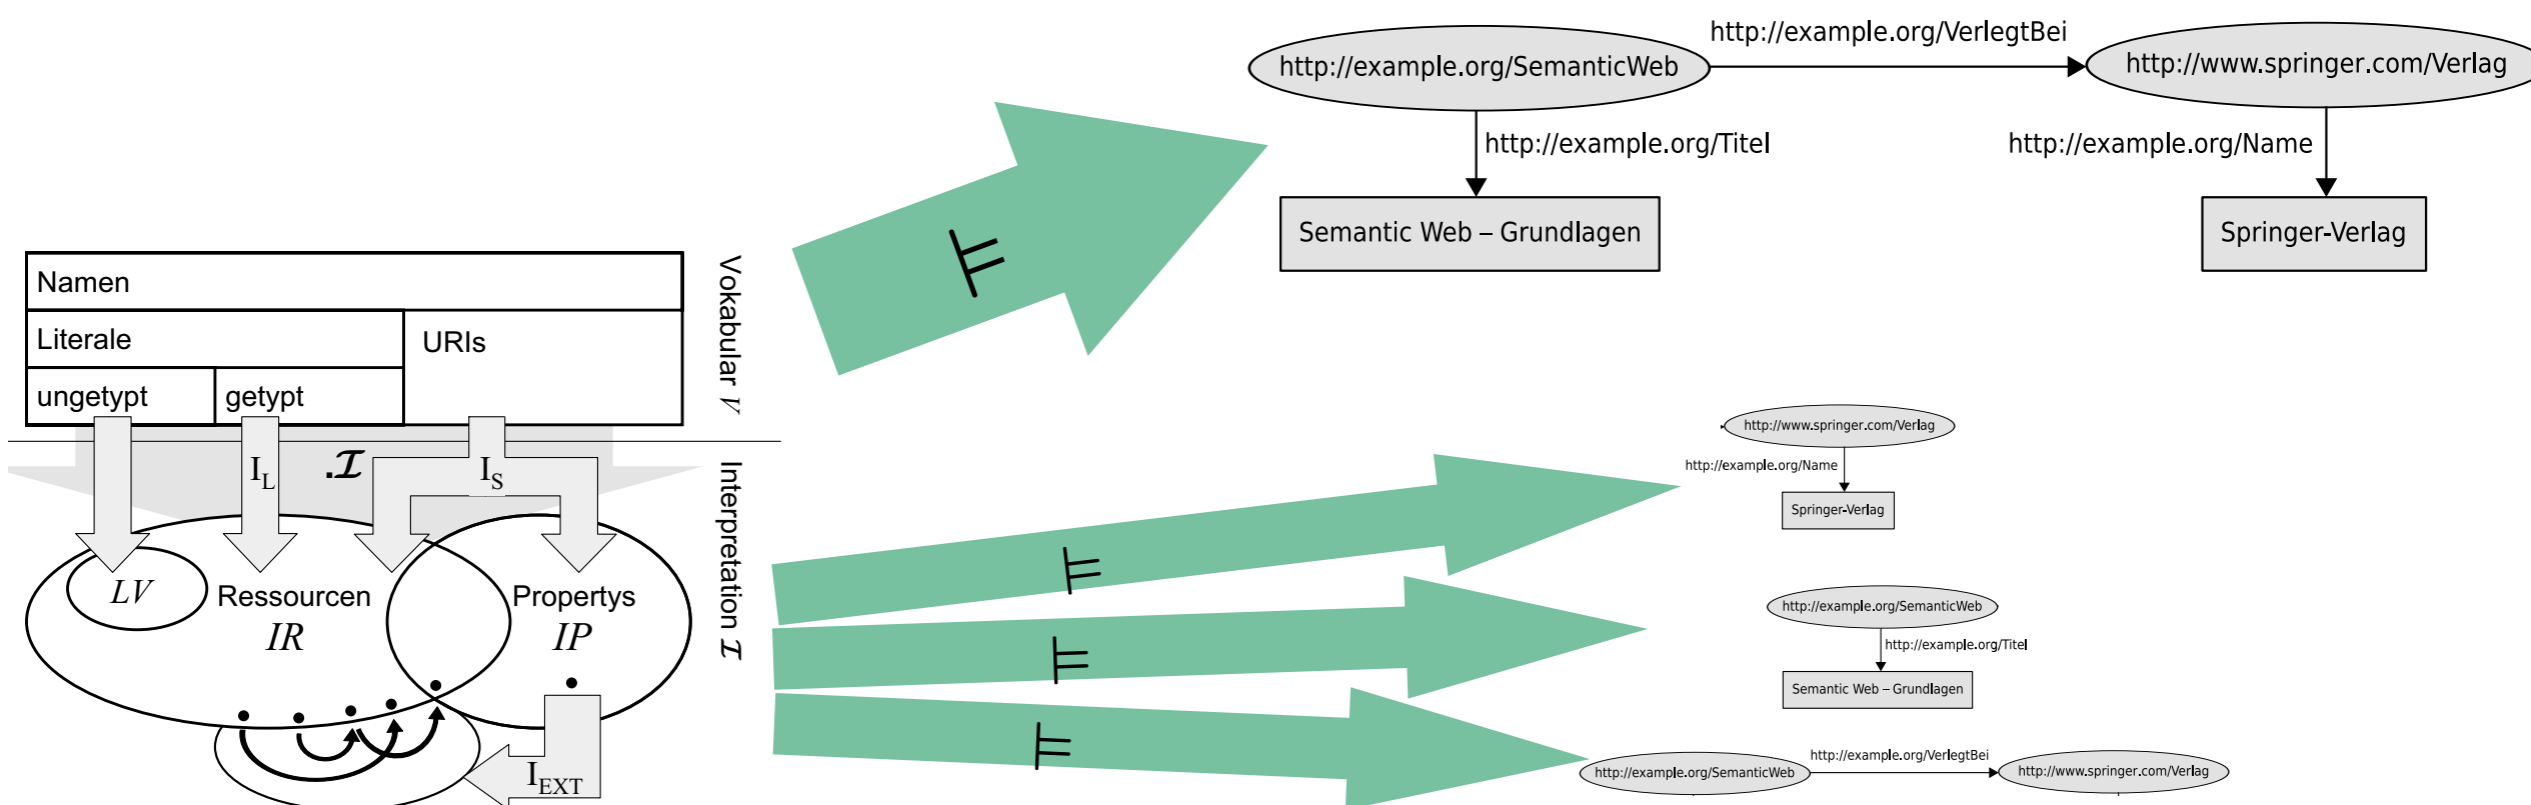 http://example.org/VerlegtBei
http://example.org/SemanticWeb
http://www.springer.com/Verlag
http://example.org/Titel
http://example.org/Name
Semantic Web – Grundlagen
Springer-Verlag
⊨
Namen
Literale
URIs
ungetypt
getypt
Vokabular V
I_L
.I
I_S
Interpretation I
LV
Ressourcen
IR
Propertys
IP
I_EXT
⊨
http://www.springer.com/Verlag
http://example.org/Name
Springer-Verlag
⊨
http://example.org/SemanticWeb
http://example.org/Titel
Semantic Web – Grundlagen
⊨
http://example.org/VerlegtBei
http://example.org/SemanticWeb
http://www.springer.com/Verlag